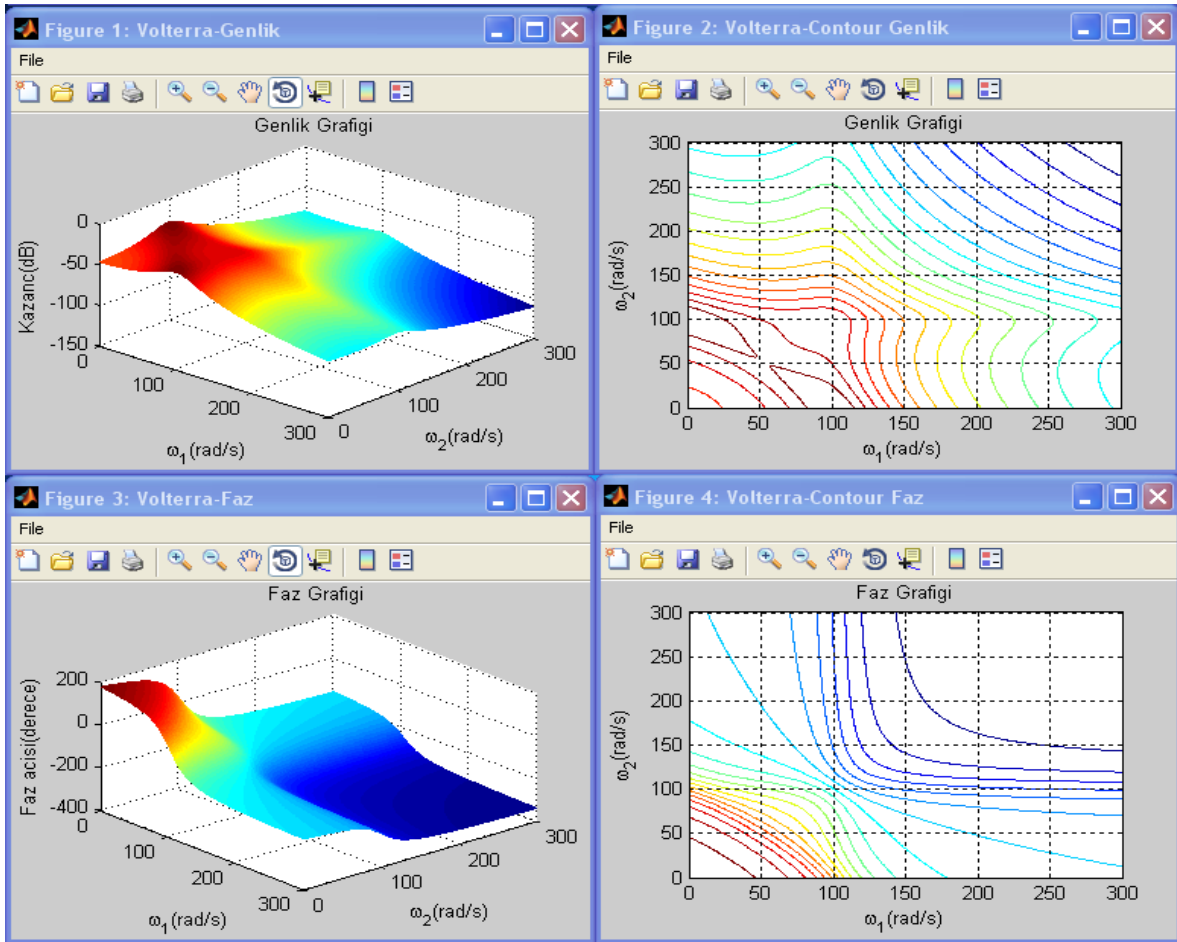 Figure 1: Volterra-Genlik
File
Genlik Grafigi
Kazanc(dB)
0
-50
-100
-150
0
100
200
300
0
100
200
300
ω1(rad/s)
ω2(rad/s)
Figure 2: Volterra-Contour Genlik
File
Genlik Grafigi
ω2(rad/s)
300
250
200
150
100
50
0
0 50 100 150 200 250 300
ω1(rad/s)
Figure 3: Volterra-Faz
File
Faz Grafigi
Faz acisi(derece)
200
0
-200
-400
0
100
200
300
0
100
200
300
ω1(rad/s)
ω2(rad/s)
Figure 4: Volterra-Contour Faz
File
Faz Grafigi
ω2(rad/s)
300
250
200
150
100
50
0
0 50 100 150 200 250 300
ω1(rad/s)